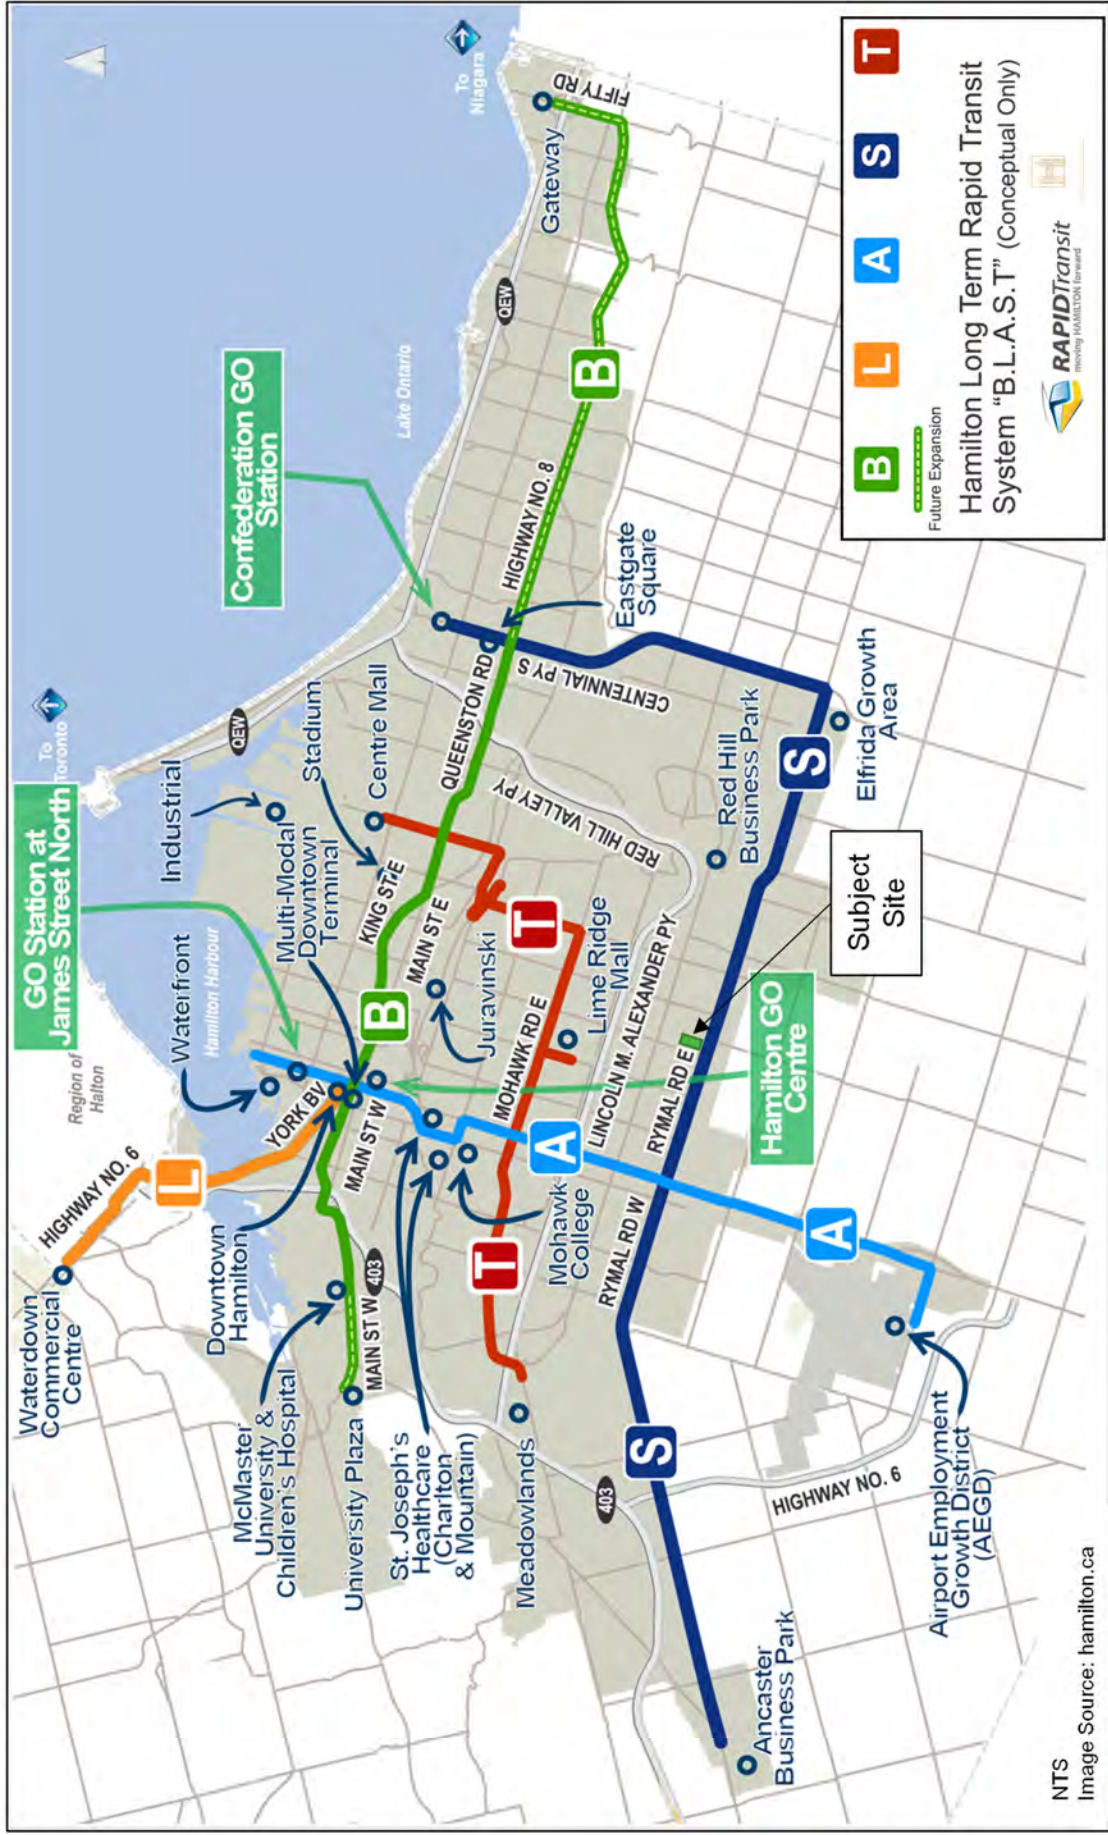 To
Niagara
FIFTY RD
Gateway
QEW
Lake Ontario
Confederation GO
Station
HIGHWAY NO. 8
B
Eastgate
Square
QUEENSTON RD
CENTENNIAL PY S
To
Toronto
QEW
Stadium
Centre Mall
Industrial
Multi-Modal
Downtown
Terminal
GO Station at
James Street North
Region of
Halton
Waterfront
Hamilton Harbour
KING ST E
MAIN ST E
B
Juravinski
T
RED HILL VALLEY PY
Red Hill
Business Park
S
Elfrida Growth
Area
Lime Ridge
Mall
MOHAWK RD E
LINCOLN M. ALEXANDER PY
RYMAL RD E
Subject
Site
Hamilton GO
Centre
YORK BV
MAIN ST W
HIGHWAY NO. 6
L
Waterdown
Commercial
Centre
Downtown
Hamilton
McMaster
University &
Children's Hospital
403
MAIN ST W
University Plaza
St. Joseph's
Healthcare
(Charlton
& Mountain)
T
Mohawk
College
A
RYMAL RD W
A
Meadowlands
403
S
HIGHWAY NO. 6
Airport Employment
Growth District
(AEGD)
Ancaster
Business Park
B L A S T
Future Expansion
Hamilton Long Term Rapid Transit
System "B.L.A.S.T" (Conceptual Only)
RAPIDTransit
moving HAMILTON forward
NTS
Image Source: hamilton.ca